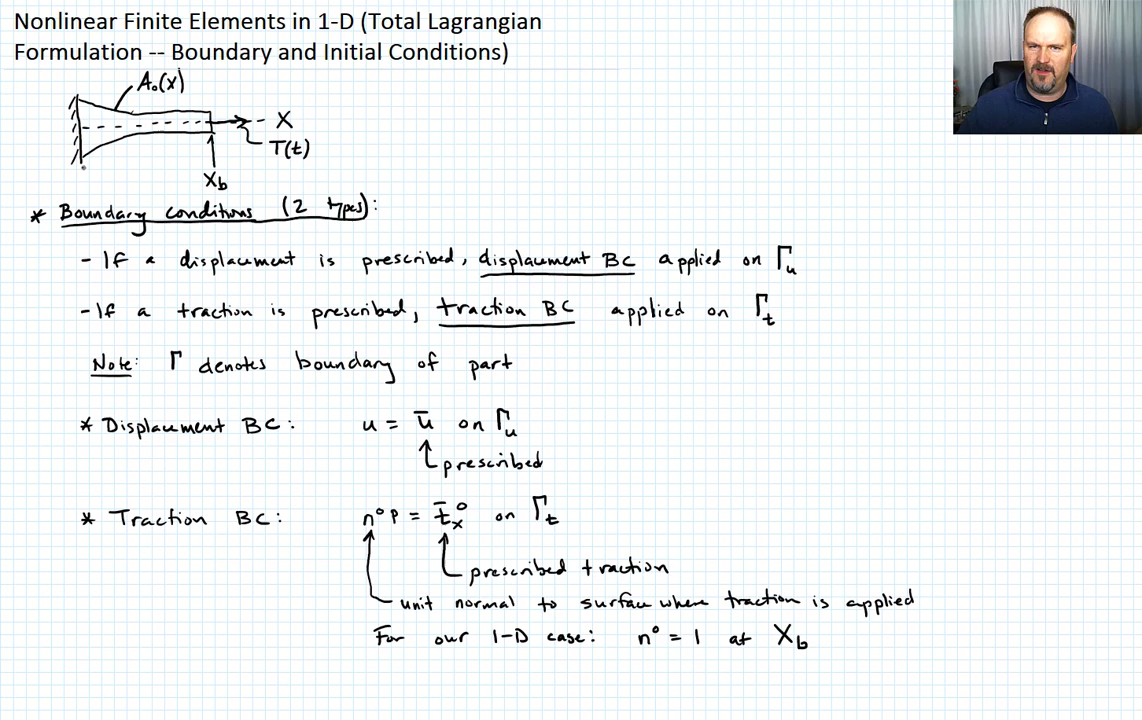 Nonlinear Finite Elements in 1-D (Total Lagrangian
Formulation -- Boundary and Initial Conditions)
A₀(X)
X
T(t)
X_b
* Boundary conditions (2 types):
- If a displacement is prescribed, displacement BC applied on Γ_u
- If a traction is prescribed, traction BC applied on Γ_t
Note: Γ denotes boundary of part
* Displacement BC: u = ū on Γ_u
prescribed
* Traction BC: n⁰P = t̄ₓ⁰ on Γ_t
prescribed traction
unit normal to surface where traction is applied
For our 1-D case: n⁰ = 1 at X_b